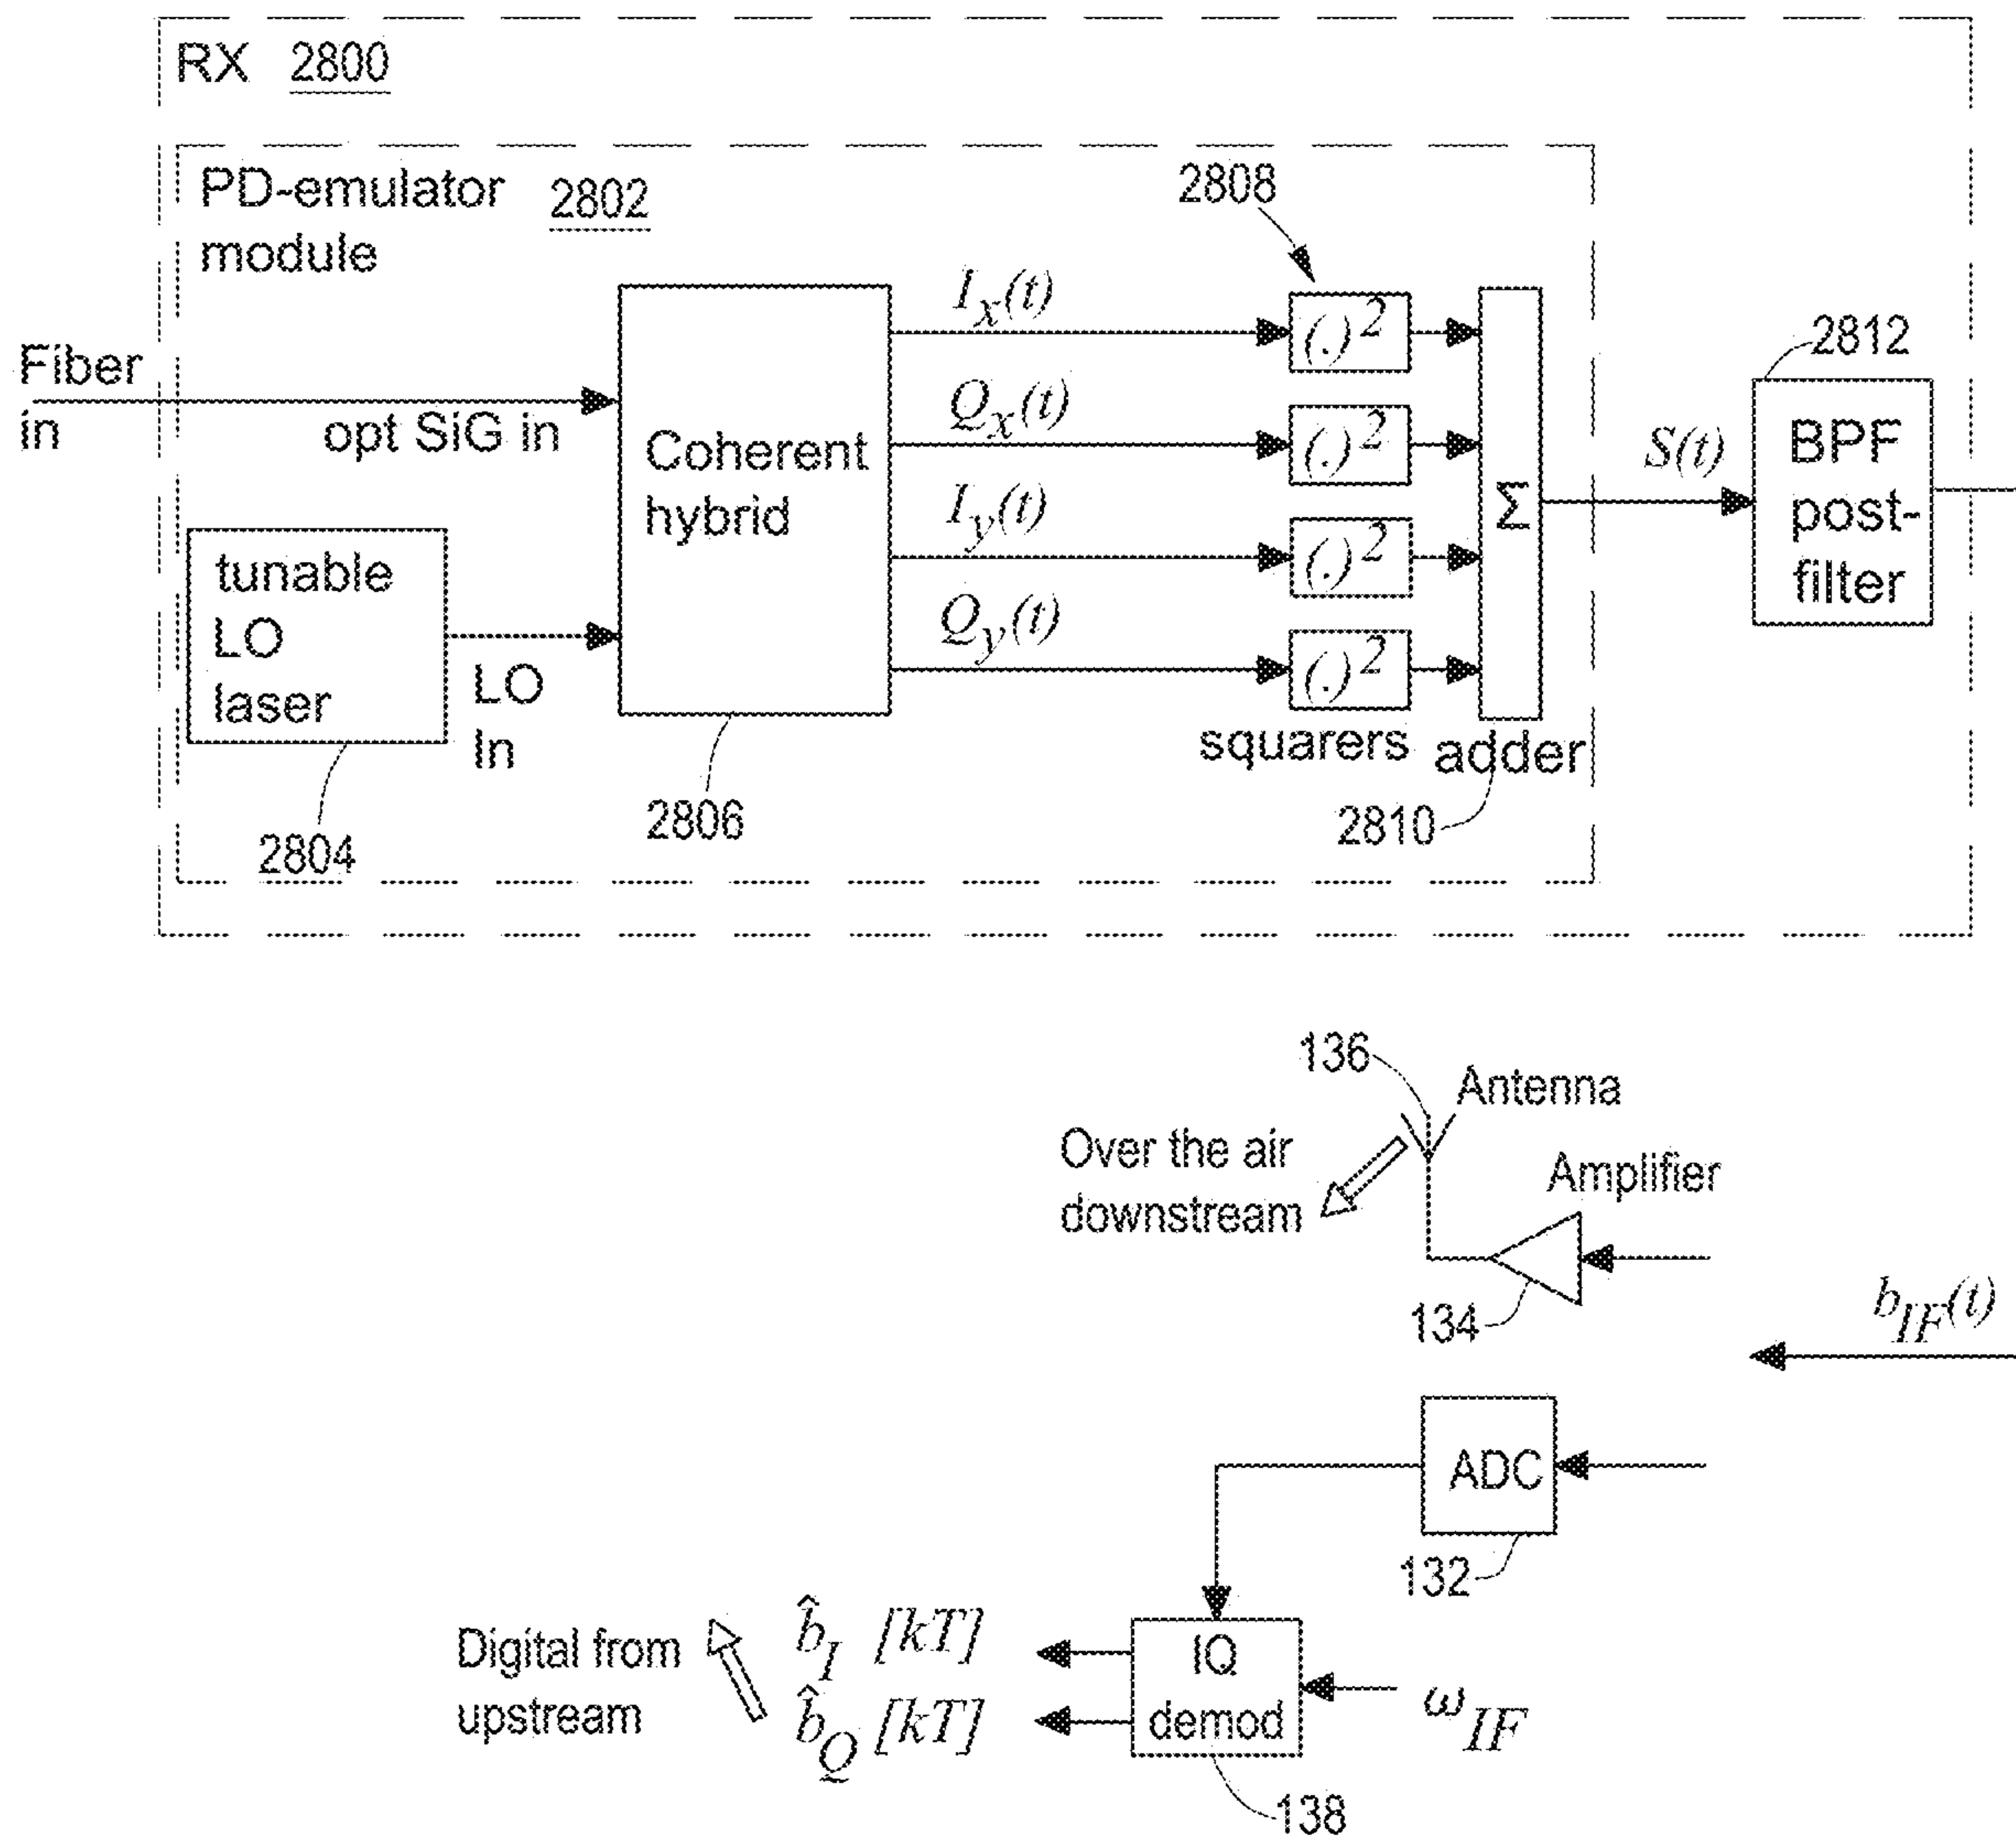 RX 2800
PD-emulator 2802
module
2808
I_x(t)
(.)^2
2812
Fiber
in
opt SiG in
Coherent
hybrid
Q_x(t)
(.)^2
S(t)
BPF
post-
filter
Σ
I_y(t)
(.)^2
tunable
LO
laser
LO
In
Q_y(t)
(.)^2
squarers
adder
2804
2806
2810
136
Antenna
Over the air
downstream
Amplifier
134
b_IF(t)
ADC
132
Digital from
upstream
b̂_I [kT]
b̂_Q [kT]
IQ
demod
ω_IF
138